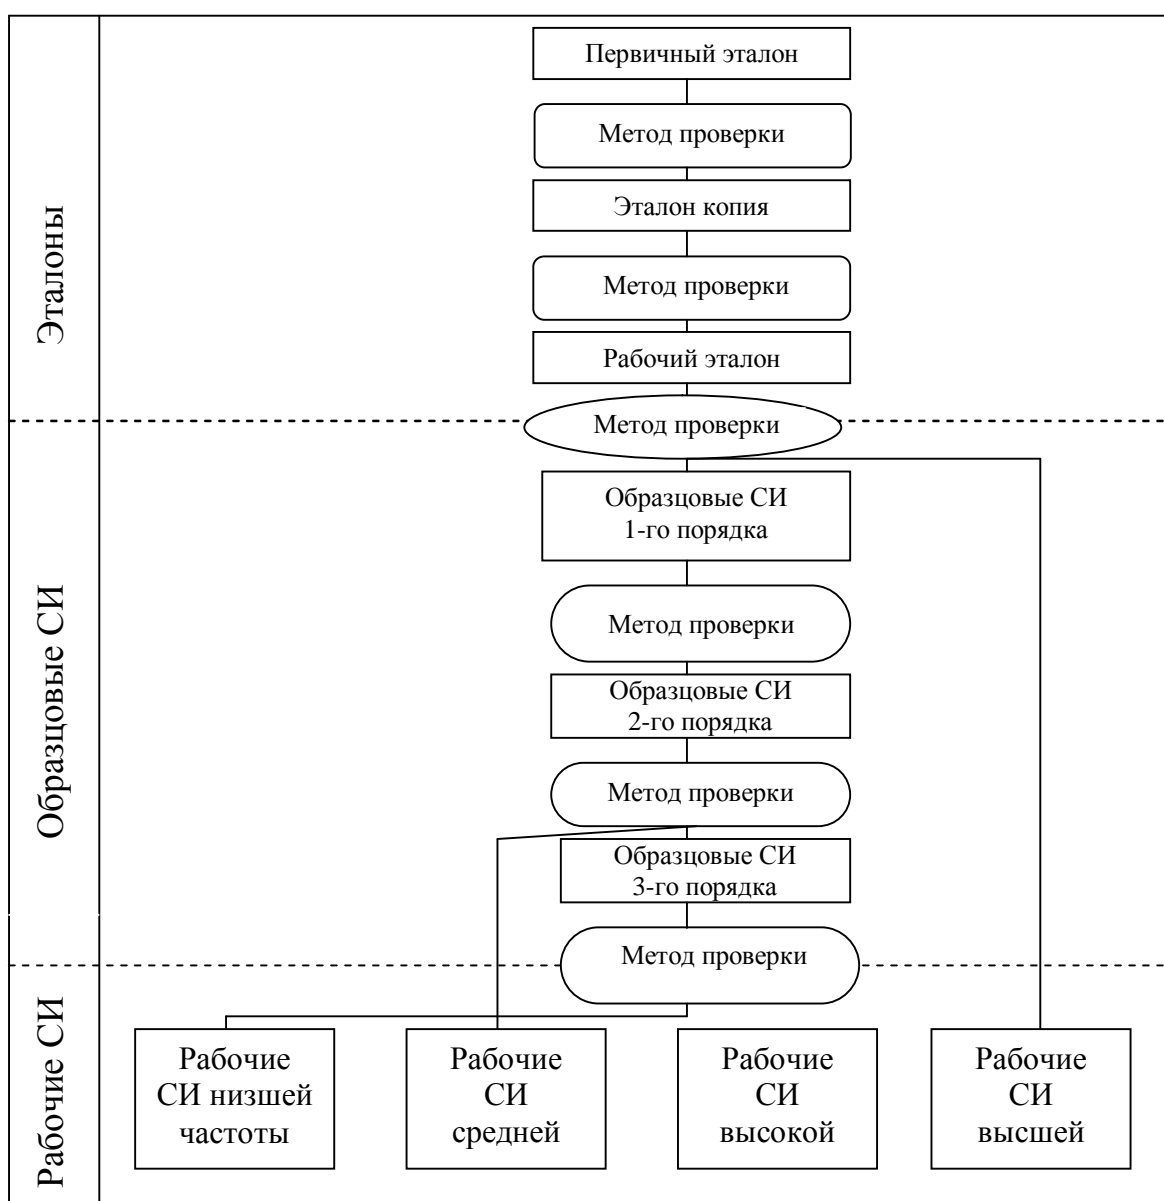 Эталоны
Первичный эталон
Метод проверки
Эталон копия
Метод проверки
Рабочий эталон
Метод проверки
Образцовые СИ
Образцовые СИ
1-го порядка
Метод проверки
Образцовые СИ
2-го порядка
Метод проверки
Образцовые СИ
3-го порядка
Метод проверки
Рабочие СИ
Рабочие
СИ низшей
частоты
Рабочие
СИ
средней
Рабочие
СИ
высокой
Рабочие
СИ
высшей